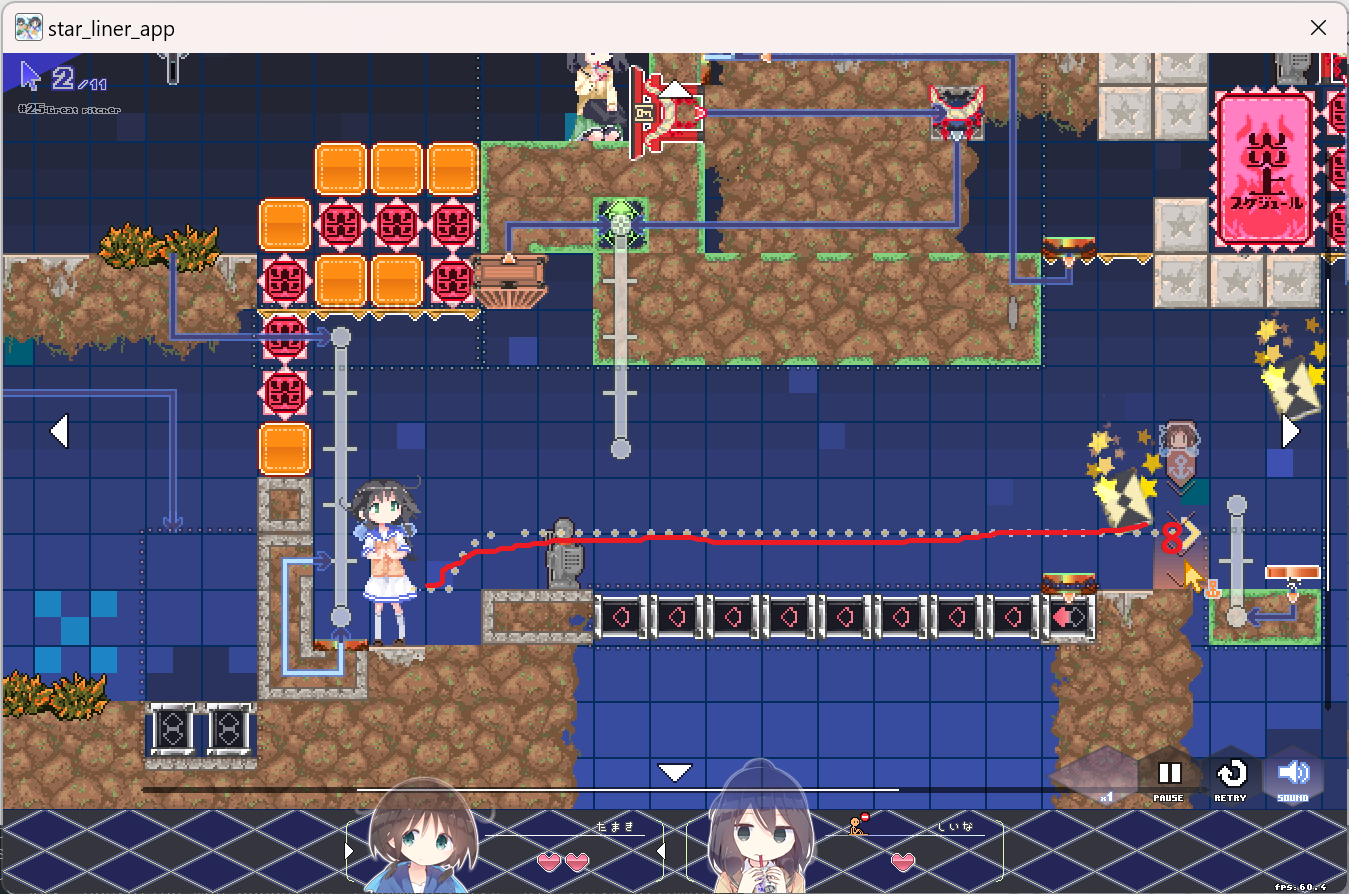 star_liner_app
2/11
#25:Great pitcher
スケジュール
8
x1
PAUSE
RETRY
SOUND
たまき
しいな
fps:60.4